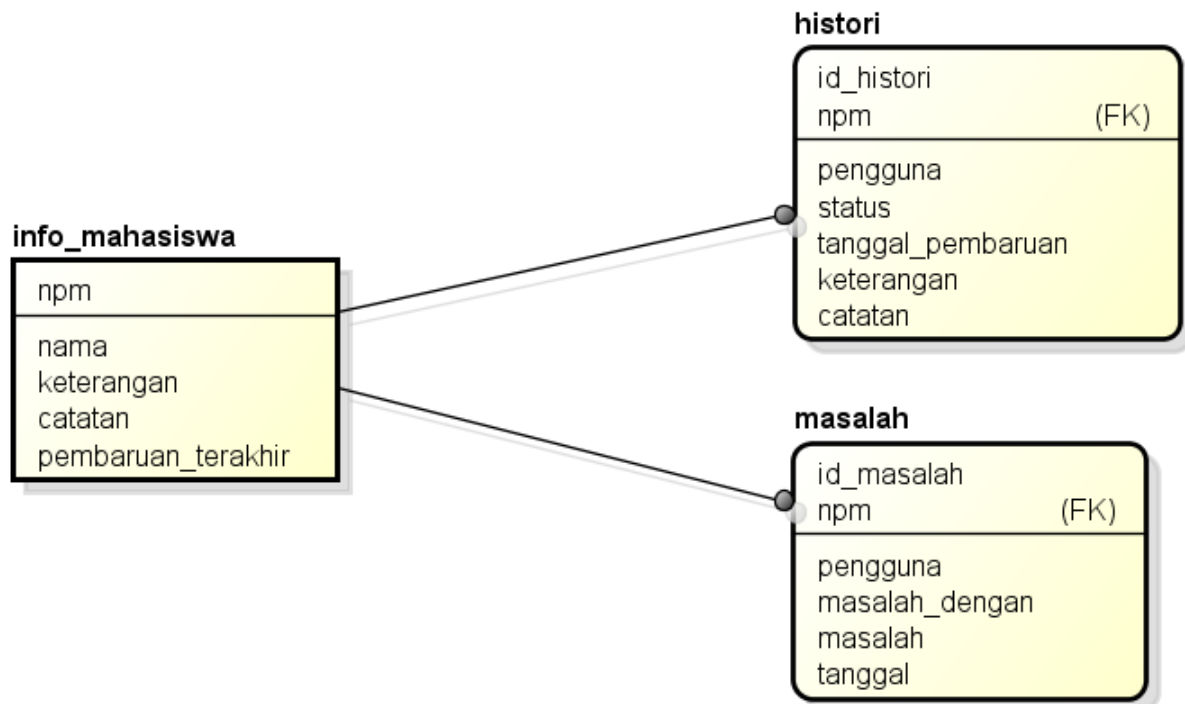 histori
id_histori
npm (FK)
pengguna
status
tanggal_pembaruan
keterangan
catatan
info_mahasiswa
npm
nama
keterangan
catatan
pembaruan_terakhir
masalah
id_masalah
npm (FK)
pengguna
masalah_dengan
masalah
tanggal